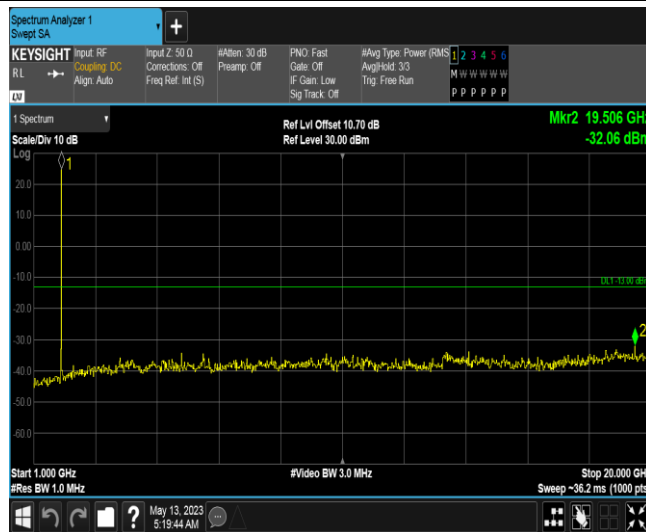 Spectrum Analyzer 1
Swept SA
KEYSIGHT
RL
LXI
Input: RF
Coupling: DC
Align: Auto
Input Z: 50 Ω
Corrections: Off
Freq Ref: Int (S)
#Atten: 30 dB
Preamp: Off
PNO: Fast
Gate: Off
IF Gain: Low
Sig Track: Off
#Avg Type: Power (RMS
Avg|Hold: 3/3
Trig: Free Run
1 2 3 4 5 6
M W W W W W
P P P P P P
1 Spectrum
Scale/Div 10 dB
Log
Ref Lvl Offset 10.70 dB
Ref Level 30.00 dBm
Mkr2 19.506 GHz
-32.06 dBm
1
20.0
10.0
0.00
-10.0
DL1 -13.00 dBm
-20.0
-30.0
2
-40.0
-50.0
-60.0
Start 1.000 GHz
#Res BW 1.0 MHz
#Video BW 3.0 MHz
Stop 20.000 GHz
Sweep ~36.2 ms (1000 pts
May 13, 2023
5:19:44 AM